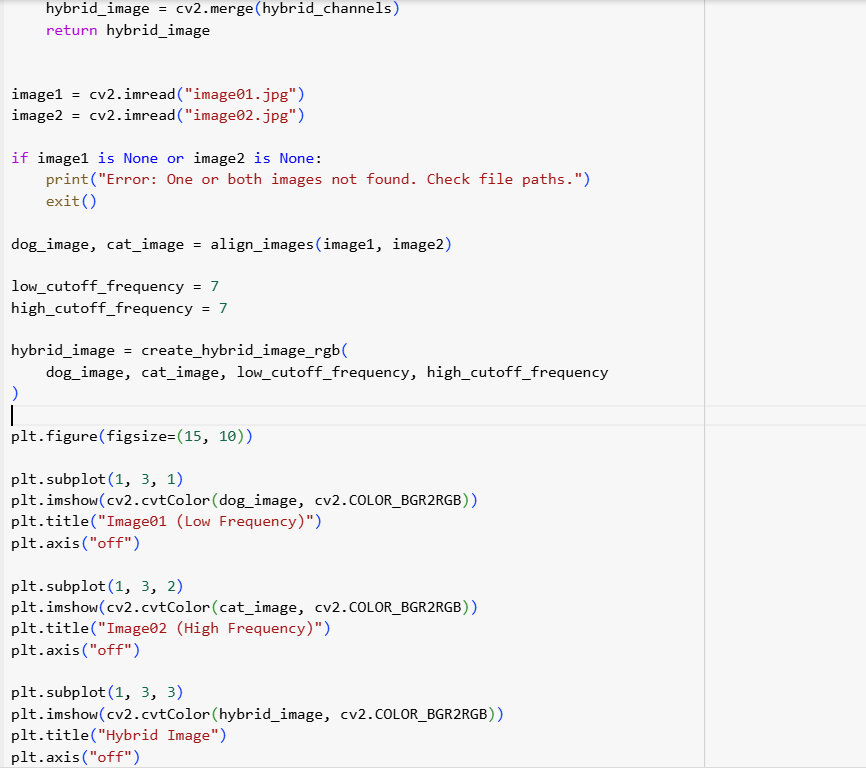 hybrid_image = cv2.merge(hybrid_channels)
    return hybrid_image
image1 = cv2.imread("image01.jpg")
image2 = cv2.imread("image02.jpg")
if image1 is None or image2 is None:
    print("Error: One or both images not found. Check file paths.")
    exit()
dog_image, cat_image = align_images(image1, image2)
low_cutoff_frequency = 7
high_cutoff_frequency = 7
hybrid_image = create_hybrid_image_rgb(
    dog_image, cat_image, low_cutoff_frequency, high_cutoff_frequency
)
plt.figure(figsize=(15, 10))
plt.subplot(1, 3, 1)
plt.imshow(cv2.cvtColor(dog_image, cv2.COLOR_BGR2RGB))
plt.title("Image01 (Low Frequency)")
plt.axis("off")
plt.subplot(1, 3, 2)
plt.imshow(cv2.cvtColor(cat_image, cv2.COLOR_BGR2RGB))
plt.title("Image02 (High Frequency)")
plt.axis("off")
plt.subplot(1, 3, 3)
plt.imshow(cv2.cvtColor(hybrid_image, cv2.COLOR_BGR2RGB))
plt.title("Hybrid Image")
plt.axis("off")